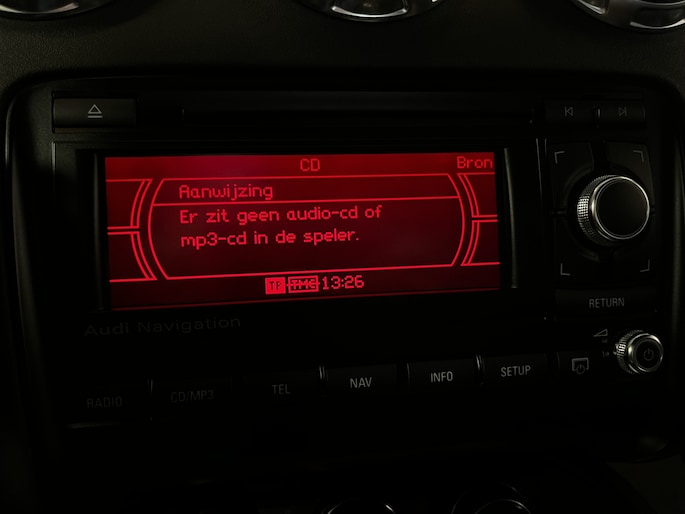 CD
Bron
Aanwijzing
Er zit geen audio-cd of
mp3-cd in de speler.
TP TMC 13:26
Audi Navigation
RETURN
RADIO
CD/MP3
TEL
NAV
INFO
SETUP